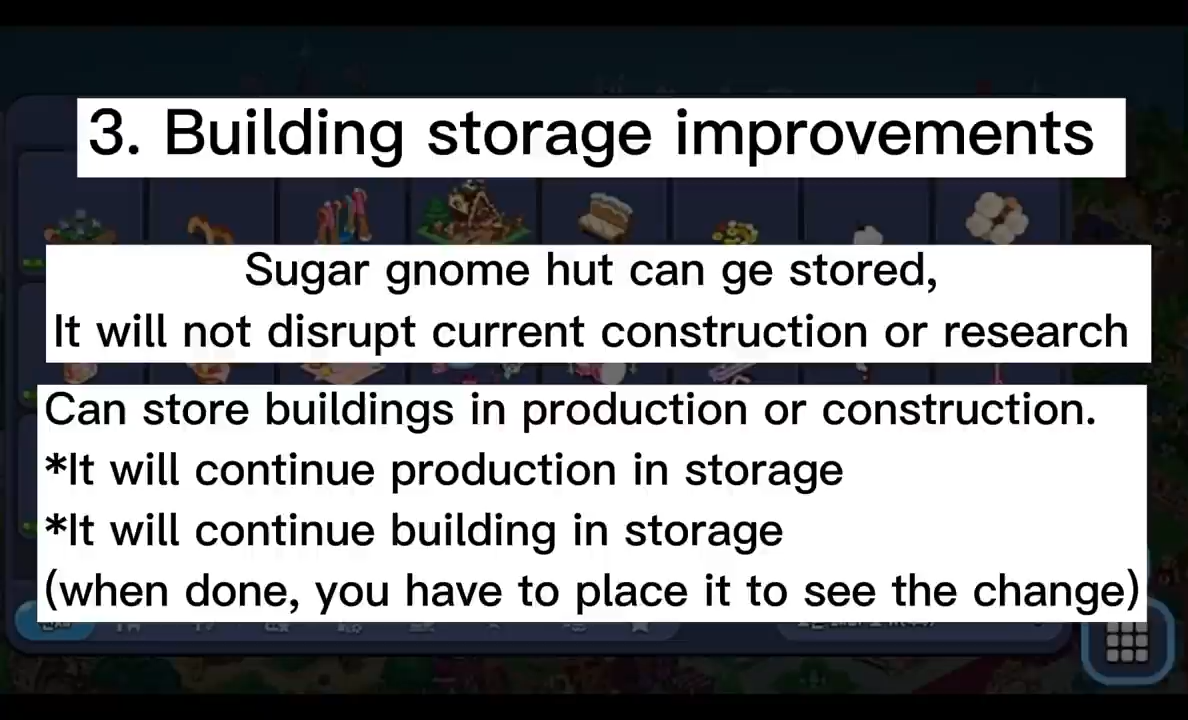 3. Building storage improvements
Sugar gnome hut can ge stored,
It will not disrupt current construction or research
Can store buildings in production or construction.
*It will continue production in storage
*It will continue building in storage
(when done, you have to place it to see the change)